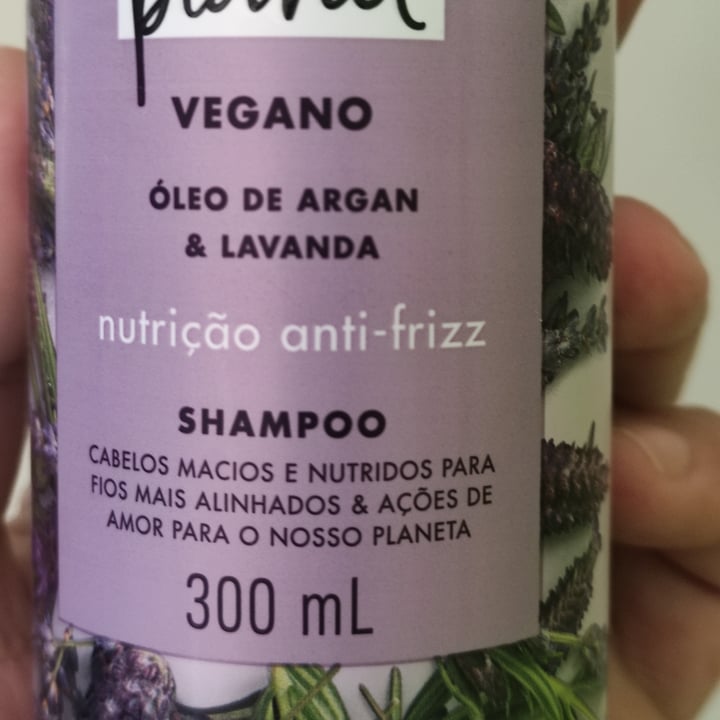 planet
VEGANO
ÓLEO DE ARGAN
& LAVANDA
nutrição anti-frizz
SHAMPOO
CABELOS MACIOS E NUTRIDOS PARA
FIOS MAIS ALINHADOS & AÇÕES DE
AMOR PARA O NOSSO PLANETA
300 mL